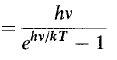 = hν / (e^{hν/kT} − 1)